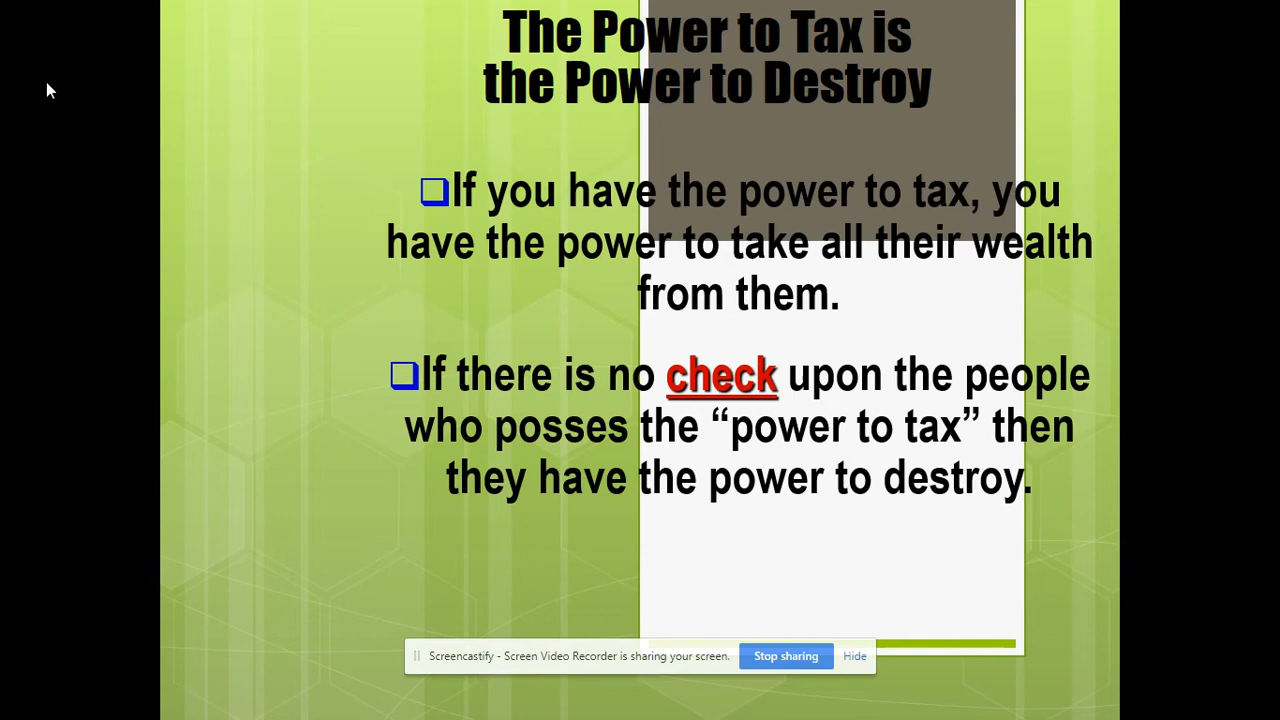 The Power to Tax is
the Power to Destroy
If you have the power to tax, you
have the power to take all their wealth
from them.
If there is no check upon the people
who posses the “power to tax” then
they have the power to destroy.
Screencastify - Screen Video Recorder is sharing your screen. Stop sharing Hide